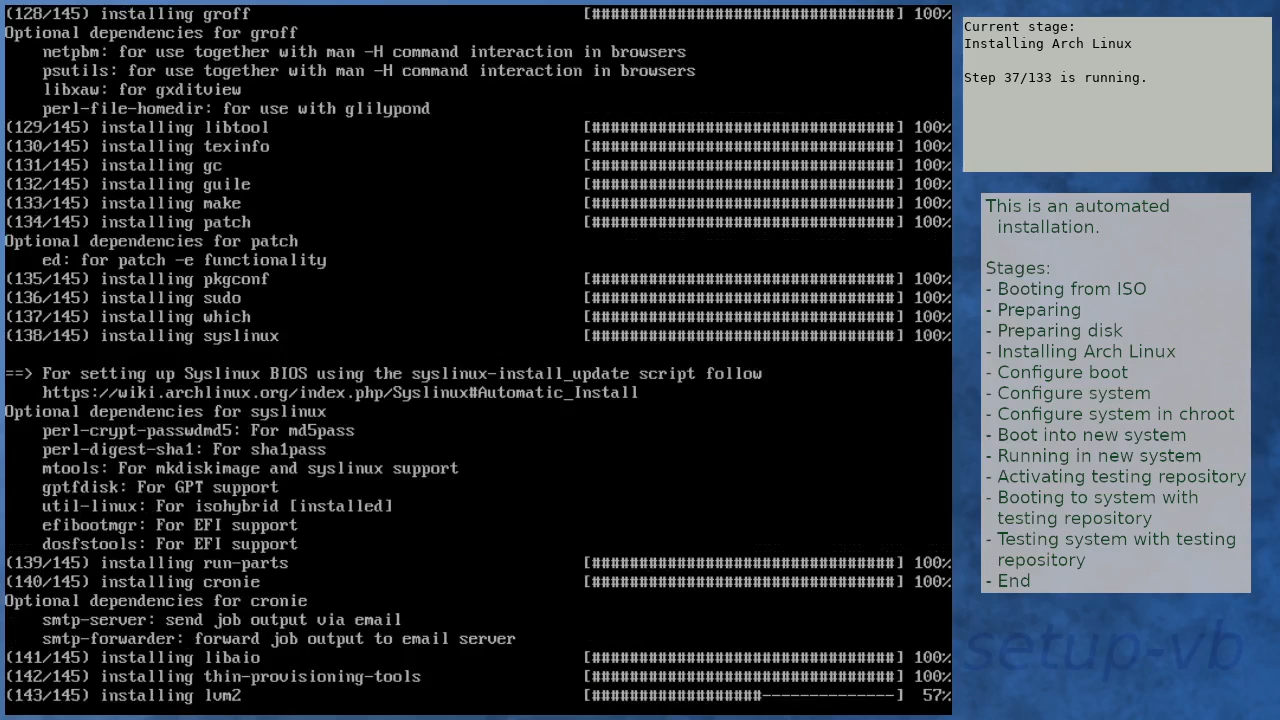 (128/145) installing groff [################################] 100%
Optional dependencies for groff
netpbm: for use together with man -H command interaction in browsers
psutils: for use together with man -H command interaction in browsers
libxaw: for gxditview
perl-file-homedir: for use with glilypond
(129/145) installing libtool [################################] 100%
(130/145) installing texinfo [################################] 100%
(131/145) installing gc [################################] 100%
(132/145) installing guile [################################] 100%
(133/145) installing make [################################] 100%
(134/145) installing patch [################################] 100%
Optional dependencies for patch
ed: for patch -e functionality
(135/145) installing pkgconf [################################] 100%
(136/145) installing sudo [################################] 100%
(137/145) installing which [################################] 100%
(138/145) installing syslinux [################################] 100%
==> For setting up Syslinux BIOS using the syslinux-install_update script follow
https://wiki.archlinux.org/index.php/Syslinux#Automatic_Install
Optional dependencies for syslinux
perl-crypt-passwdmd5: For md5pass
perl-digest-sha1: For sha1pass
mtools: For mkdiskimage and syslinux support
gptfdisk: For GPT support
util-linux: For isohybrid [installed]
efibootmgr: For EFI support
dosfstools: For EFI support
(139/145) installing run-parts [################################] 100%
(140/145) installing cronie [################################] 100%
Optional dependencies for cronie
smtp-server: send job output via email
smtp-forwarder: forward job output to email server
(141/145) installing libaio [################################] 100%
(142/145) installing thin-provisioning-tools [################################] 100%
(143/145) installing lvm2 [##################--------------] 57%
Current stage:
Installing Arch Linux
Step 37/133 is running.
This is an automated
installation.
Stages:
- Booting from ISO
- Preparing
- Preparing disk
- Installing Arch Linux
- Configure boot
- Configure system
- Configure system in chroot
- Boot into new system
- Running in new system
- Activating testing repository
- Booting to system with
testing repository
- Testing system with testing
repository
- End
setup-vb